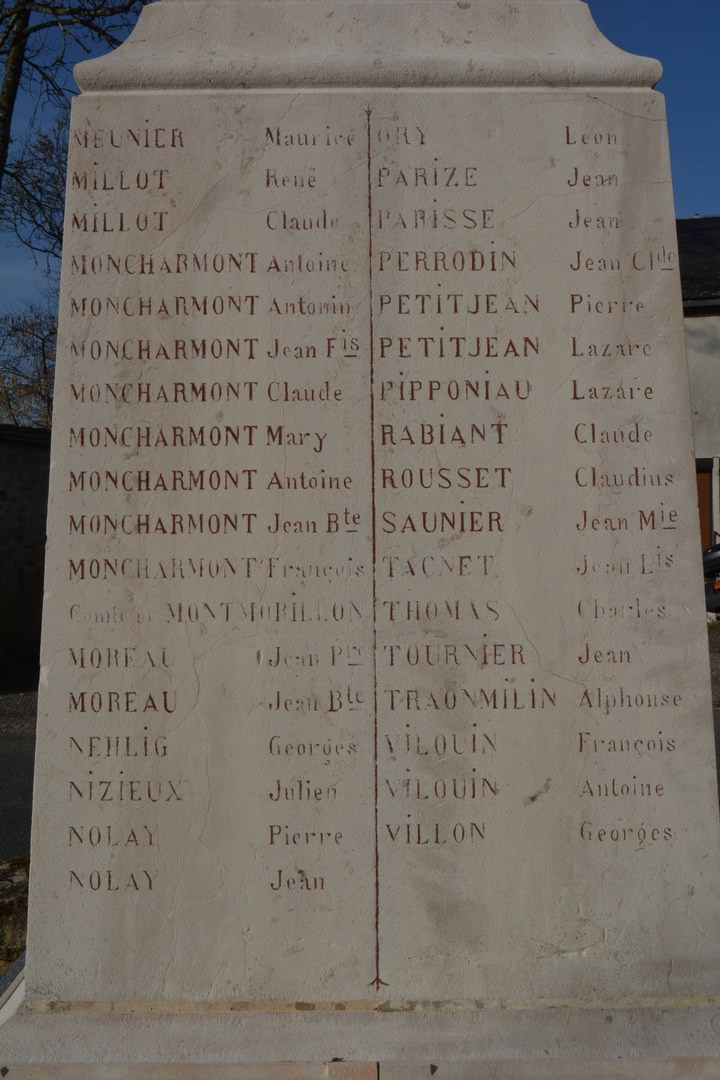 MEUNIER Maurice
MILLOT René
MILLOT Claude
MONCHARMONT Antoine
MONCHARMONT Antonin
MONCHARMONT Jean Fis
MONCHARMONT Claude
MONCHARMONT Mary
MONCHARMONT Antoine
MONCHARMONT Jean Bte
MONCHARMONT François
MONTMORILLON
MOREAU Jean Pre
MOREAU Jean Bte
NEHLIG Georges
NIZIEUX Julien
NOLAY Pierre
NOLAY Jean
ORY Leon
PARIZE Jean
PARISSE Jean
PERRODIN Jean Clde
PETITJEAN Pierre
PETITJEAN Lazare
PIPPONIAU Lazare
RABIANT Claude
ROUSSET Claudius
SAUNIER Jean Mie
TACNET Jean Lis
THOMAS Charles
TOURNIER Jean
TRAONMILIN Alphonse
VILOUIN François
VILOUIN Antoine
VILLON Georges